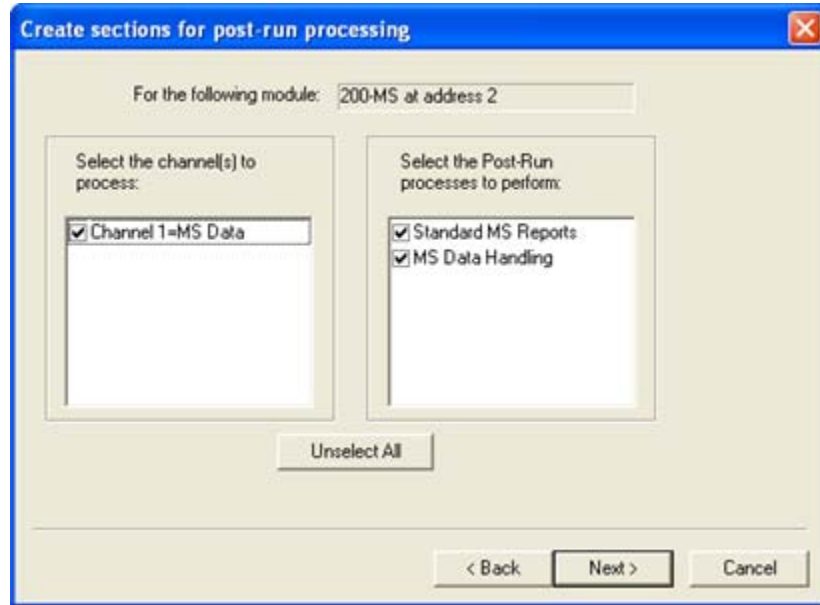 Create sections for post-run processing
For the following module: 200-MS at address 2
Select the channel(s) to
process:
Channel 1=MS Data
Select the Post-Run
processes to perform:
Standard MS Reports
MS Data Handling
Unselect All
< Back
Next >
Cancel